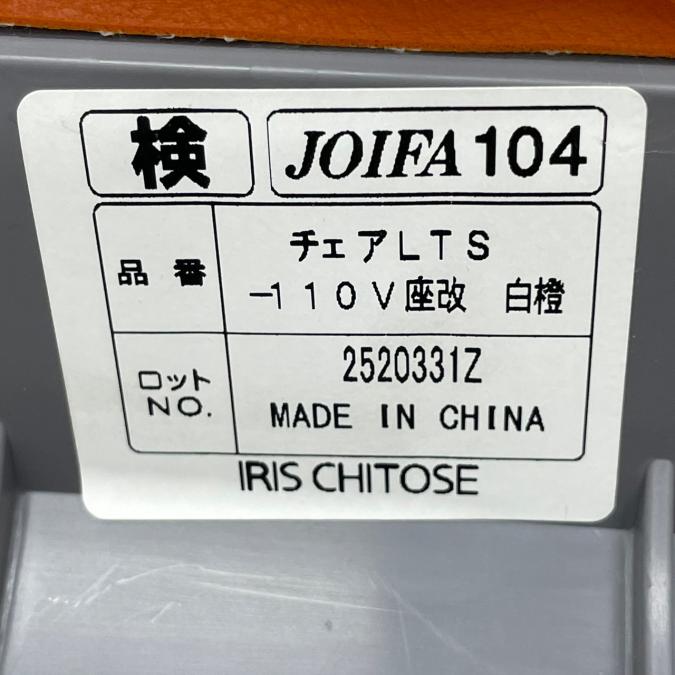 検
JOIFA 104
品番
チェアLTS
−110V座改 白橙
ロット
NO.
2520331Z
MADE IN CHINA
IRIS CHITOSE